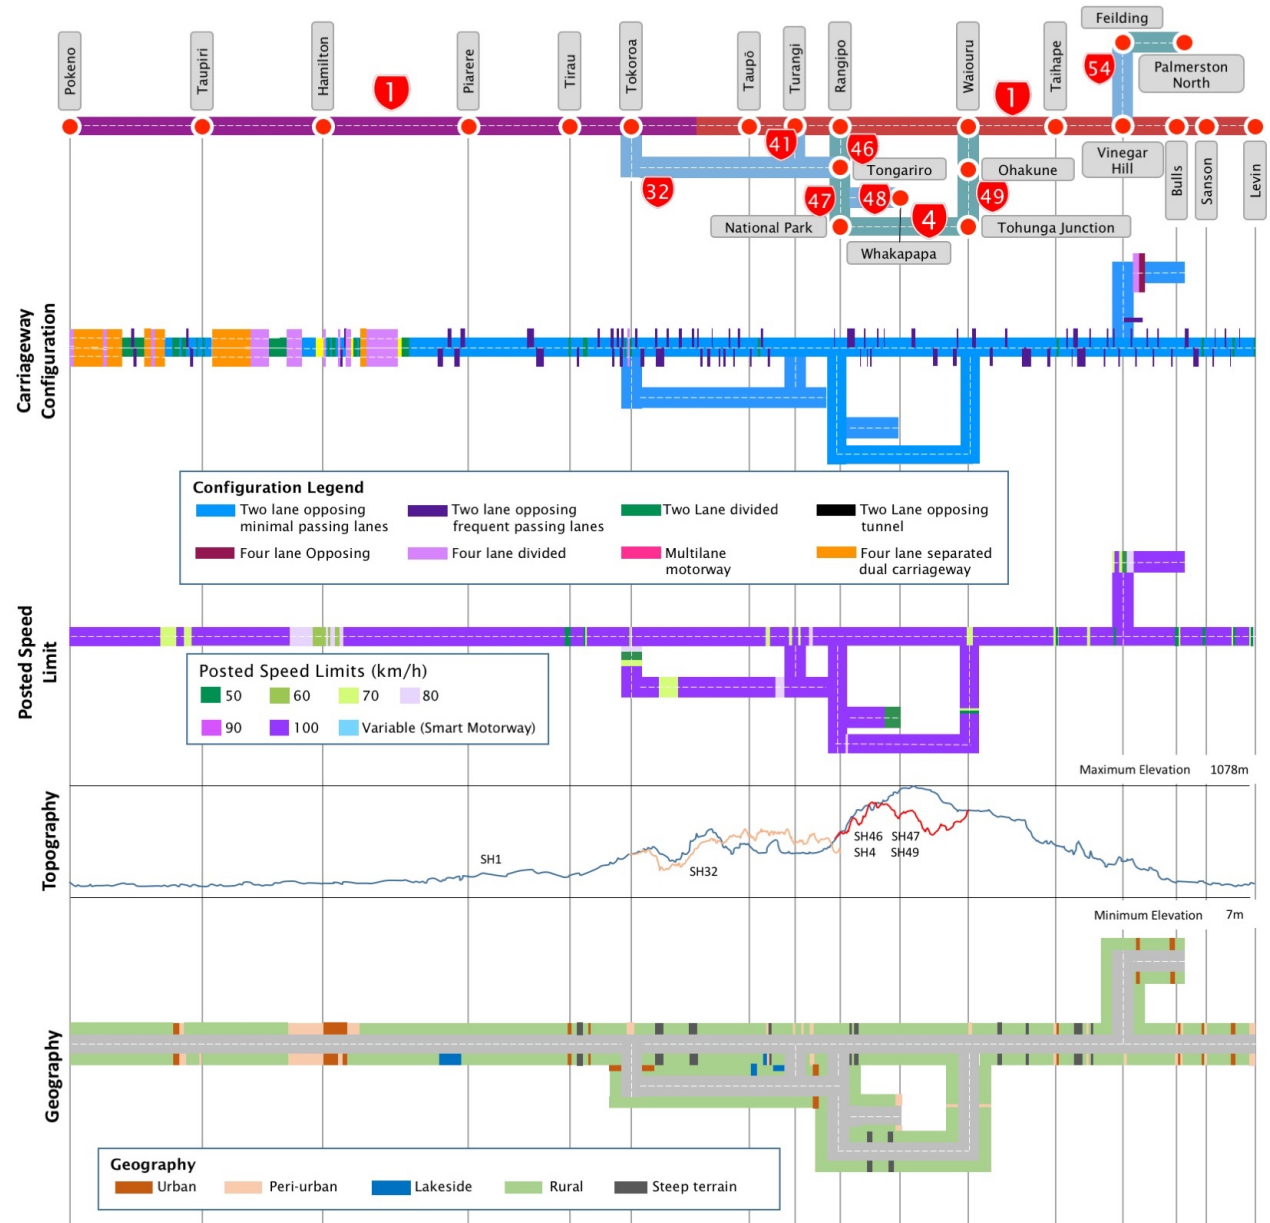 Feilding
Pokeno
Taupiri
Hamilton
1
Piarere
Tirau
Tokoroa
Taupō
Turangi
Rangipo
Waiouru
1
Taihape
54
Palmerston
North
41
46
32
47
48
4
49
Tongariro
Ohakune
Vinegar
Hill
Bulls
Sanson
Levin
National Park
Tohunga Junction
Whakapapa
Carriageway
Configuration
Configuration Legend
Two lane opposing
minimal passing lanes
Two lane opposing
frequent passing lanes
Two Lane divided
Two Lane opposing
tunnel
Four lane Opposing
Four lane divided
Multilane
motorway
Four lane separated
dual carriageway
Posted Speed
Limit
Posted Speed Limits (km/h)
50
60
70
80
90
100
Variable (Smart Motorway)
Maximum Elevation 1078m
Topography
SH1
SH32
SH46 SH47
SH4 SH49
Minimum Elevation 7m
Geography
Geography
Urban
Peri-urban
Lakeside
Rural
Steep terrain